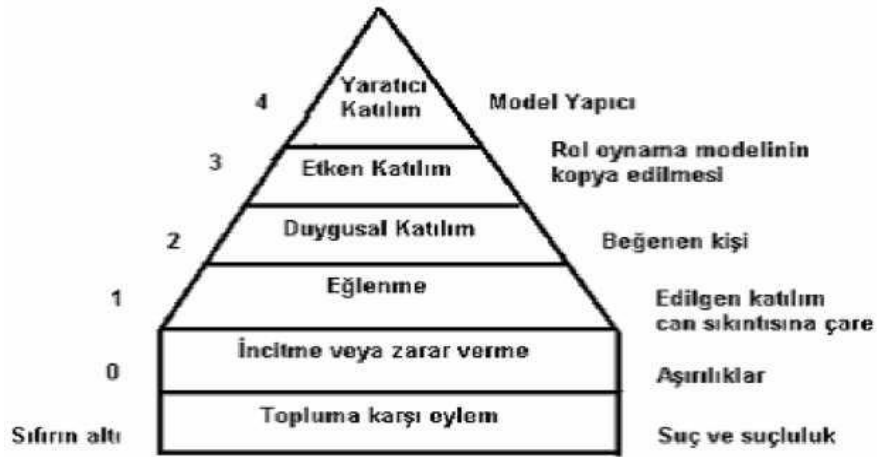 4
Yaratıcı
Katılım
Model Yapıcı
3
Etken Katılım
Rol oynama modelinin
kopya edilmesi
2
Duygusal Katılım
Beğenen kişi
1
Eğlenme
Edilgen katılım
can sıkıntısına çare
0
İncitme veya zarar verme
Aşırılıklar
Sıfırın altı
Topluma karşı eylem
Suç ve suçluluk